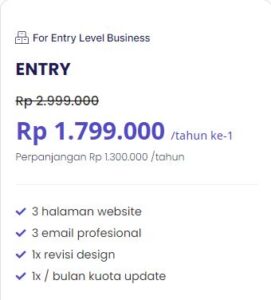 For Entry Level Business
ENTRY
Rp 2.999.000
Rp 1.799.000 /tahun ke-1
Perpanjangan Rp 1.300.000 /tahun
3 halaman website
3 email profesional
1x revisi design
1x / bulan kuota update